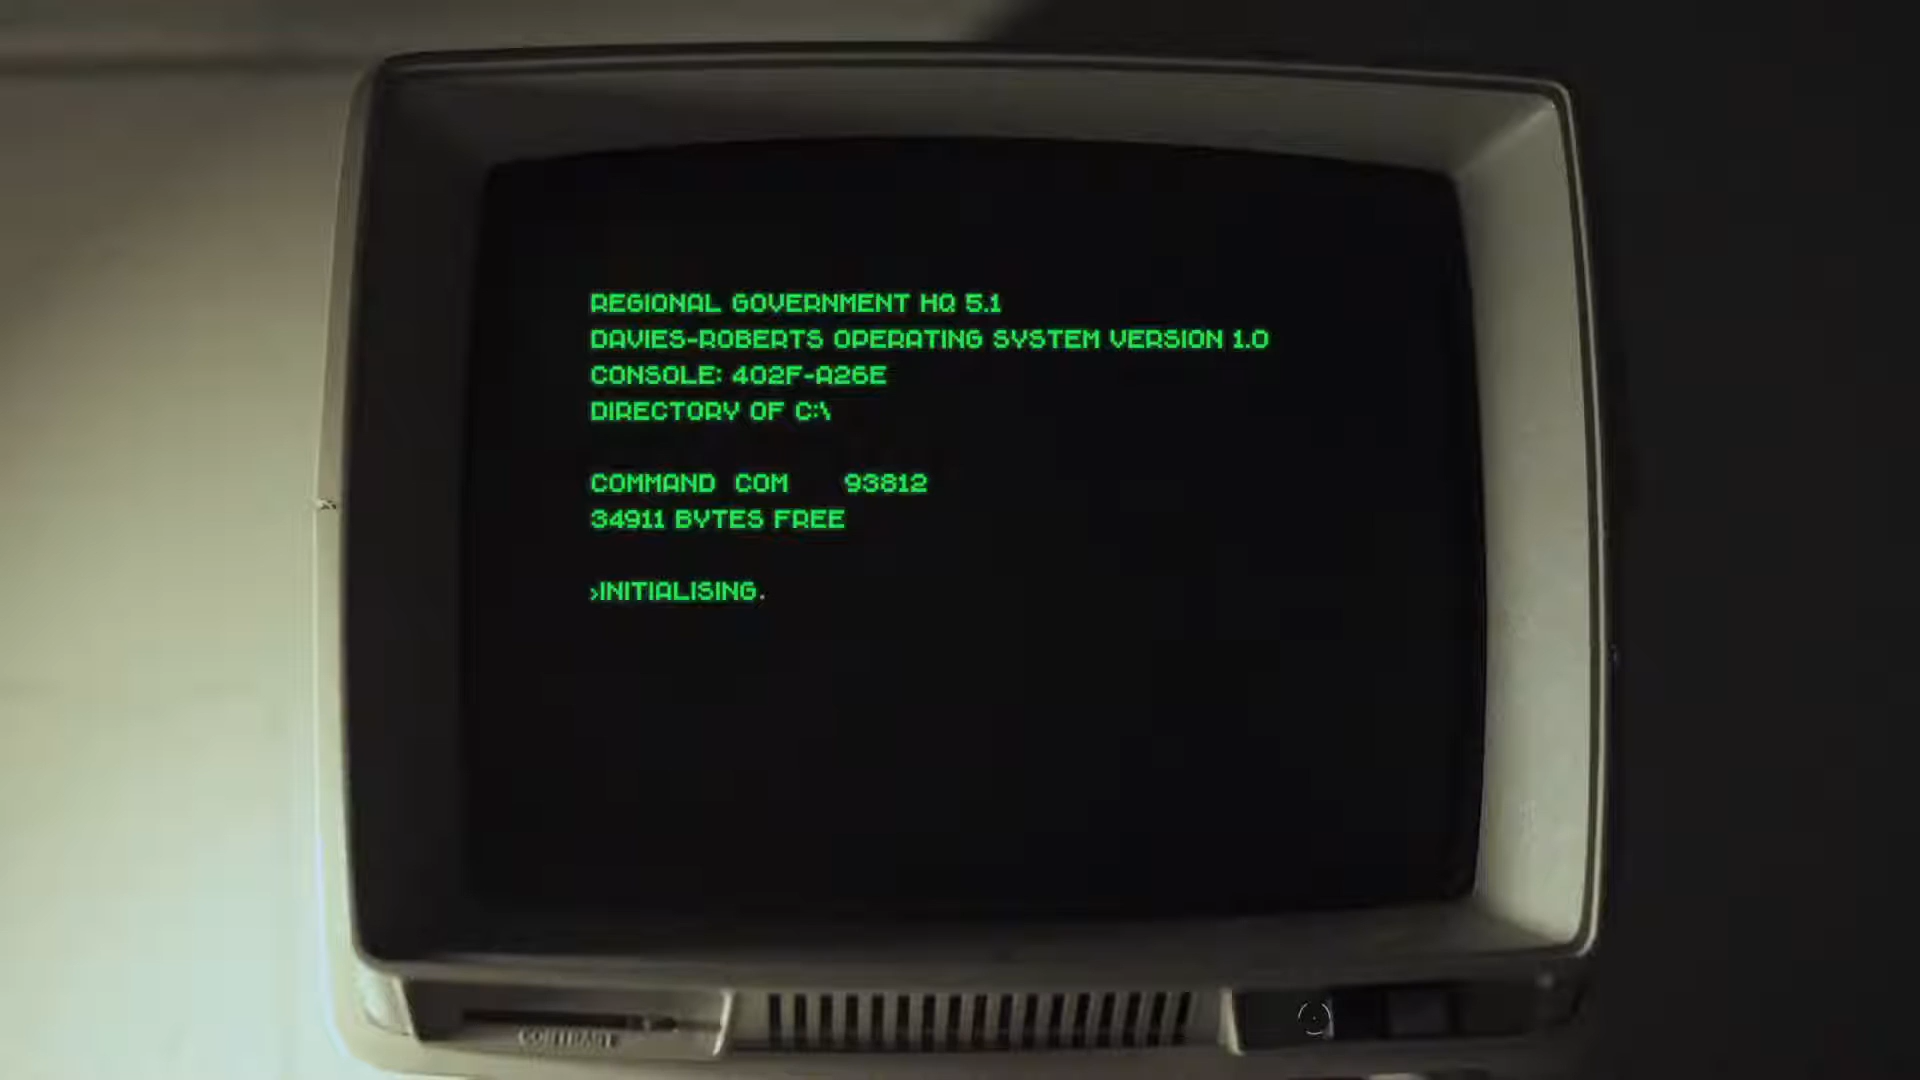 REGIONAL GOVERNMENT HQ 5.1
DAVIES-ROBERTS OPERATING SYSTEM VERSION 1.0
CONSOLE: 402F-A26E
DIRECTORY OF C:\
COMMAND COM 93812
34911 BYTES FREE
>INITIALISING.
CONTRAST